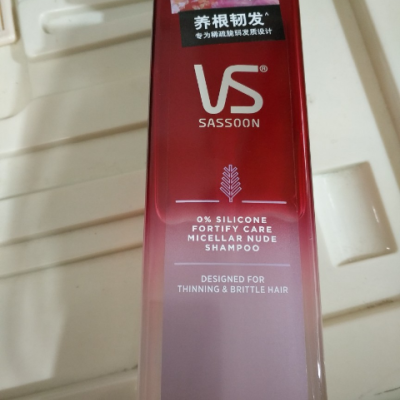 养根韧发^
专为稀疏脆弱发质设计
VS®
SASSOON
0% SILICONE
FORTIFY CARE
MICELLAR NUDE
SHAMPOO
DESIGNED FOR
THINNING & BRITTLE HAIR